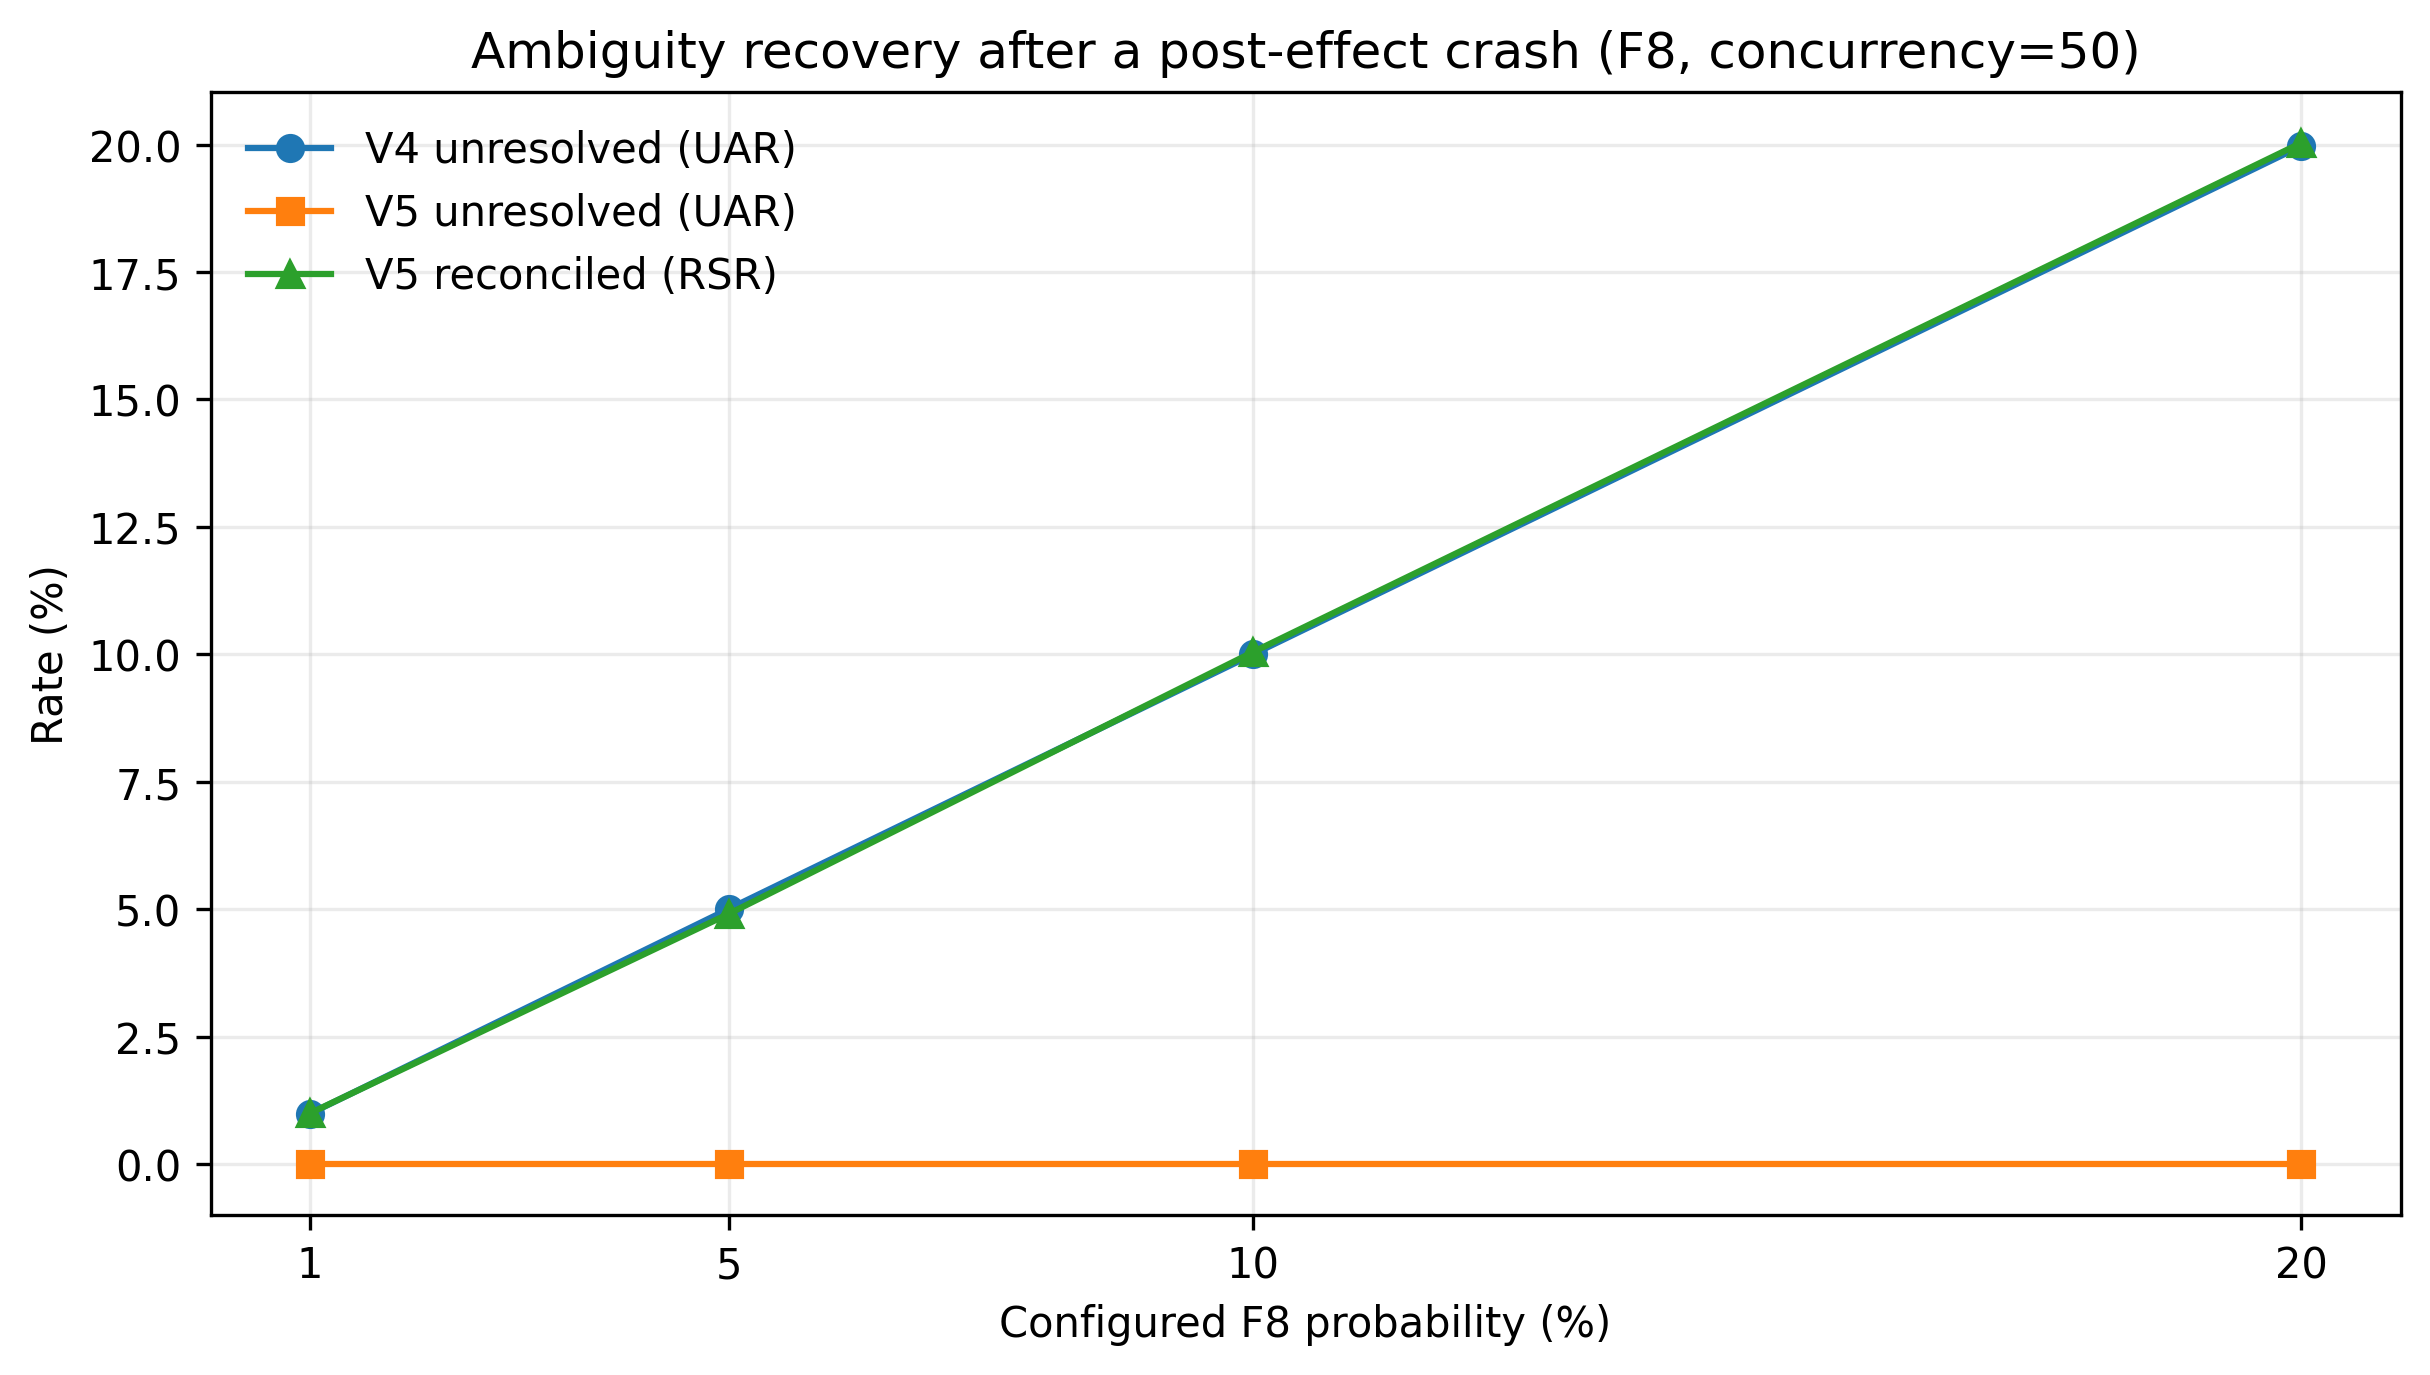 Ambiguity recovery after a post-effect crash (F8, concurrency=50)
V4 unresolved (UAR)
V5 unresolved (UAR)
V5 reconciled (RSR)
Rate (%)
20.0
17.5
15.0
12.5
10.0
7.5
5.0
2.5
0.0
1 5 10 20
Configured F8 probability (%)